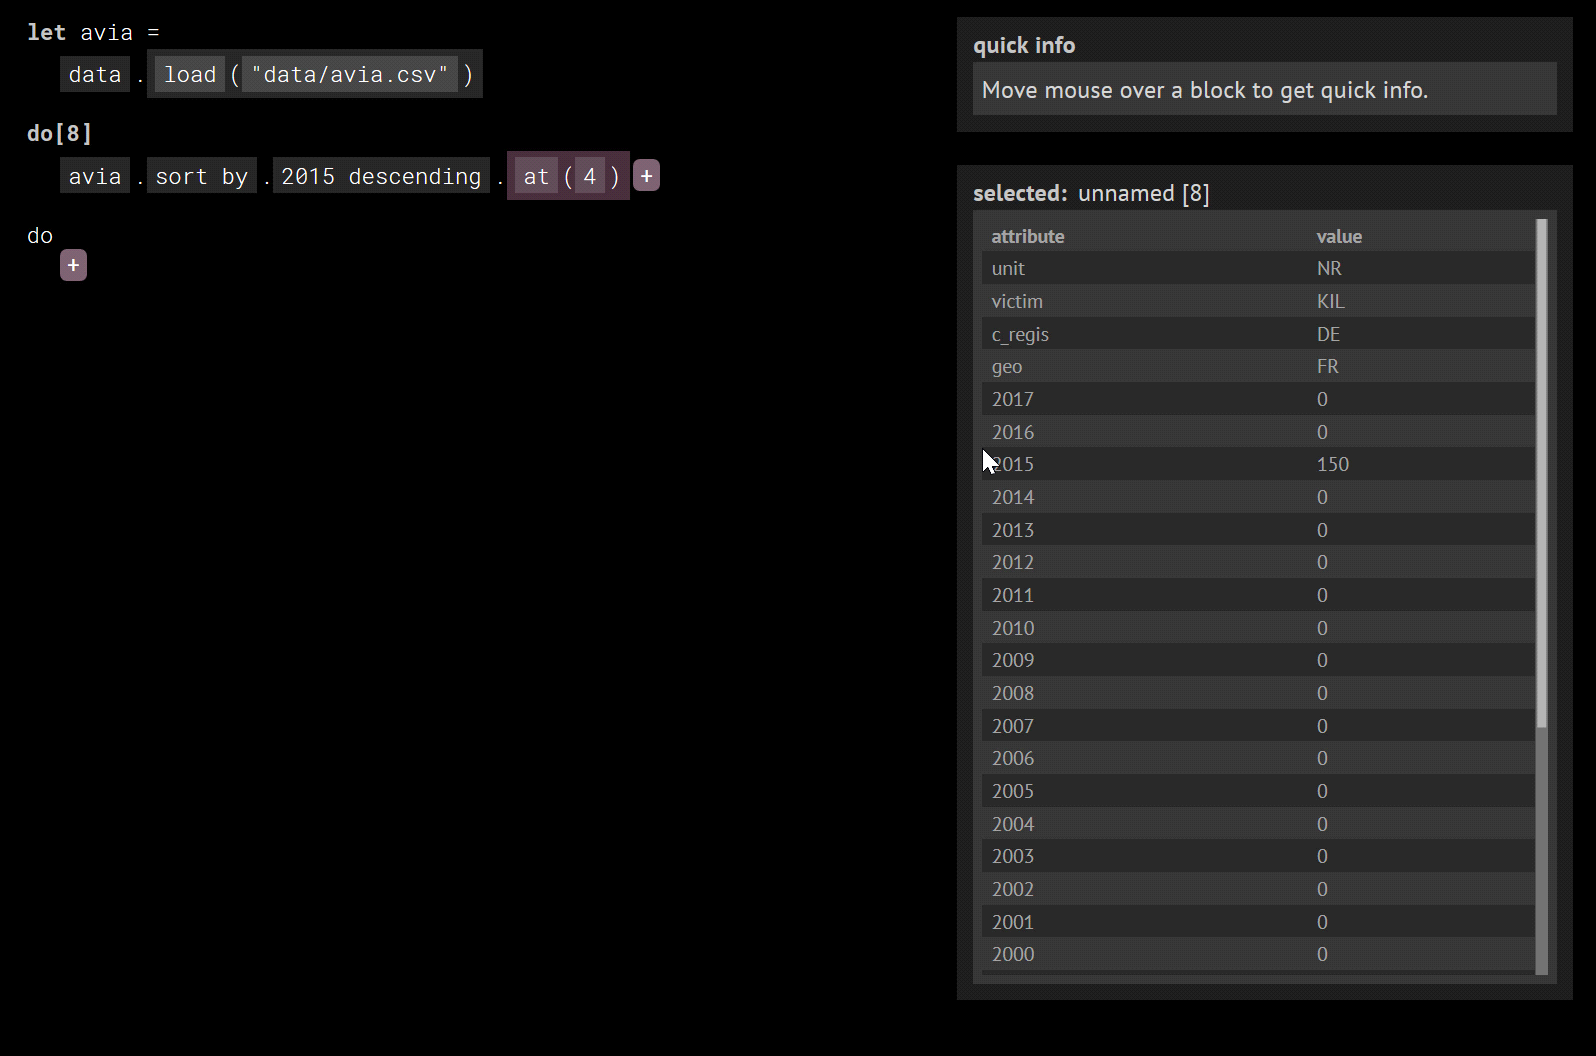 let avia =
data . load ( "data/avia.csv" )
do[8]
avia . sort by . 2015 descending . at ( 4 ) +
do
+
quick info
Move mouse over a block to get quick info.
selected: unnamed [8]
attribute value
unit NR
victim KIL
c_regis DE
geo FR
2017 0
2016 0
2015 150
2014 0
2013 0
2012 0
2011 0
2010 0
2009 0
2008 0
2007 0
2006 0
2005 0
2004 0
2003 0
2002 0
2001 0
2000 0